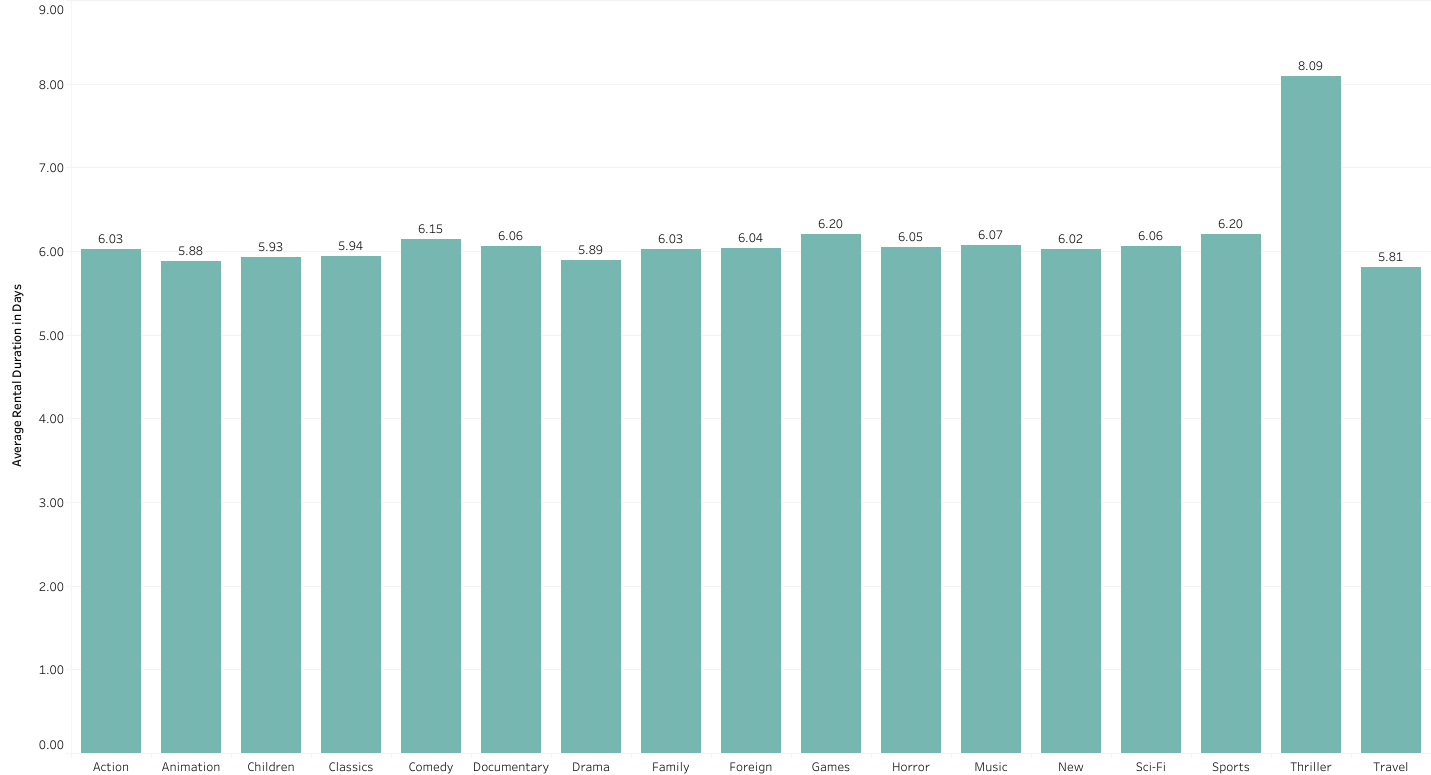 Average Rental Duration in Days
9.00
8.00
7.00
6.00
5.00
4.00
3.00
2.00
1.00
0.00
6.03
5.88
5.93
5.94
6.15
6.06
5.89
6.03
6.04
6.20
6.05
6.07
6.02
6.06
6.20
8.09
5.81
Action
Animation
Children
Classics
Comedy
Documentary
Drama
Family
Foreign
Games
Horror
Music
New
Sci-Fi
Sports
Thriller
Travel